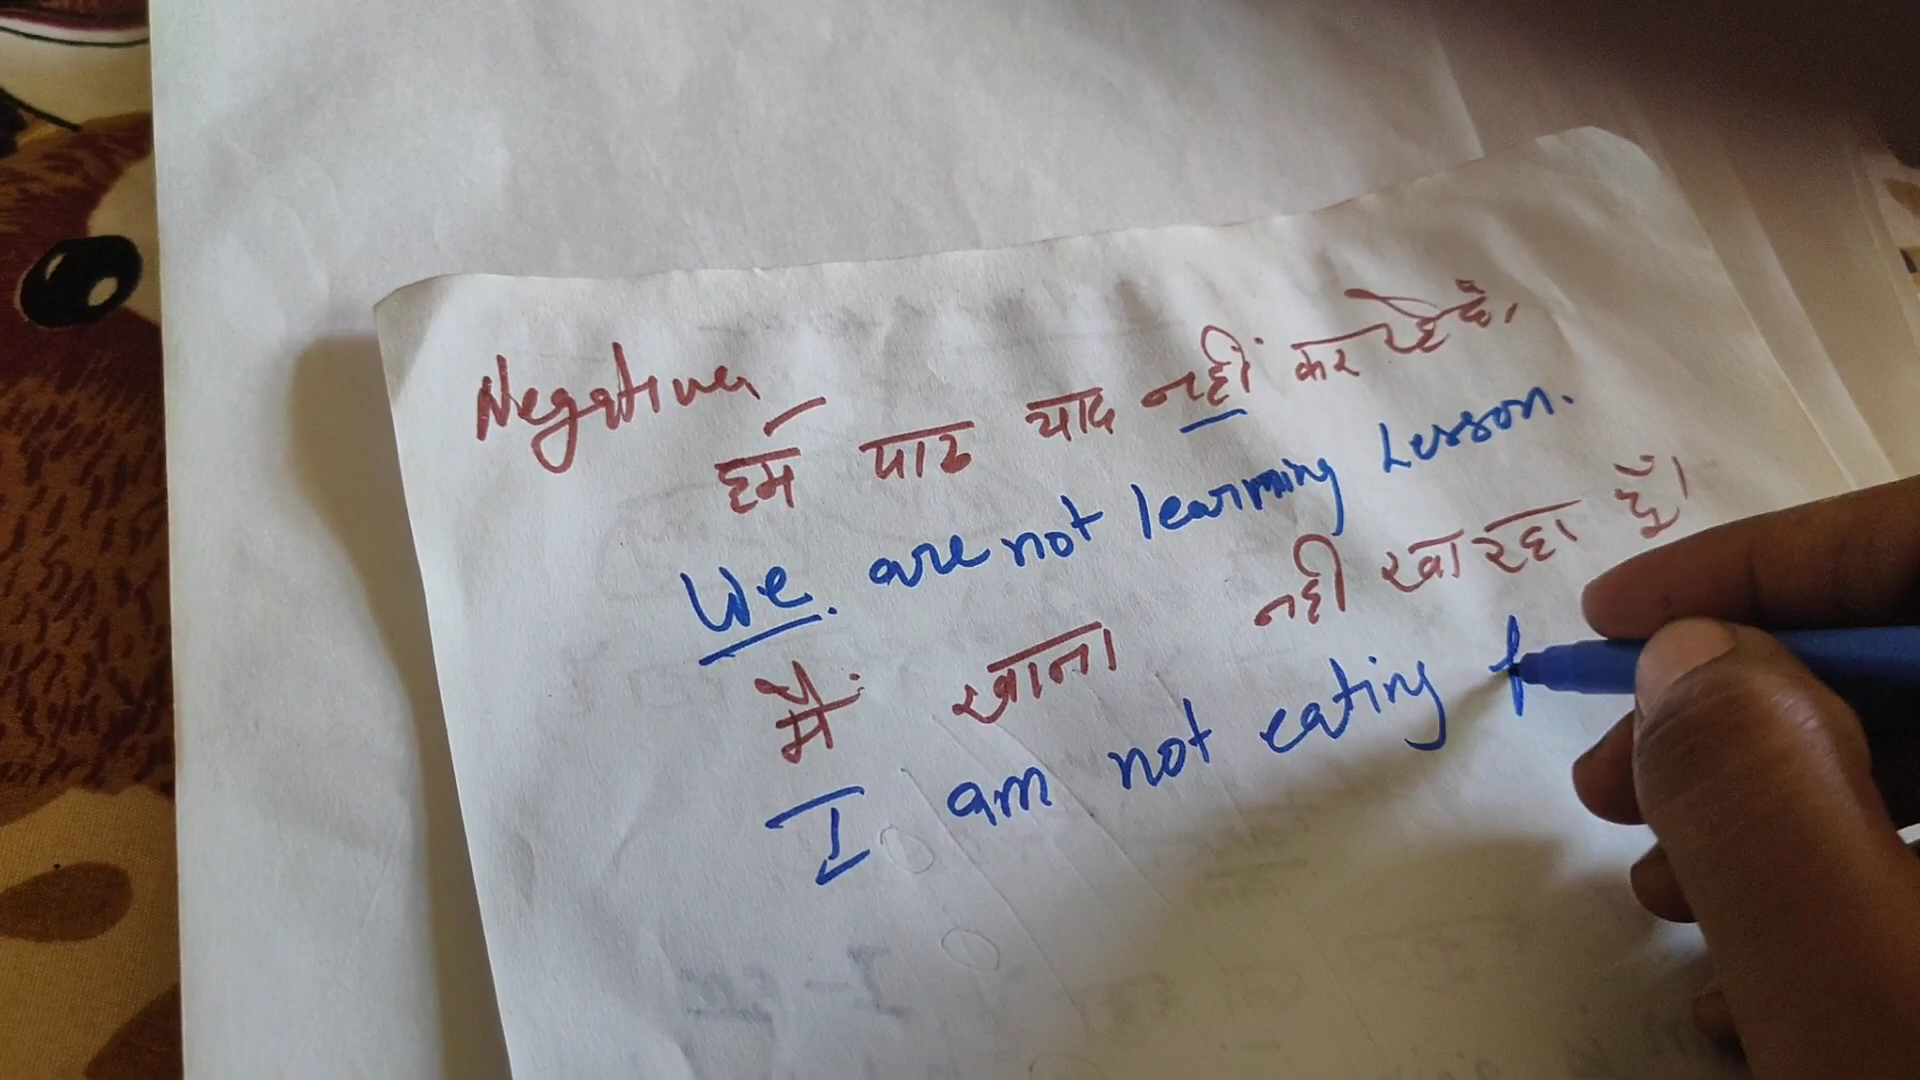 Negative
हम पाठ याद नहीं कर रहे हैं।
We are not learning Lesson.
मैं खाना नही खा रहा हूँ।
I am not eating f